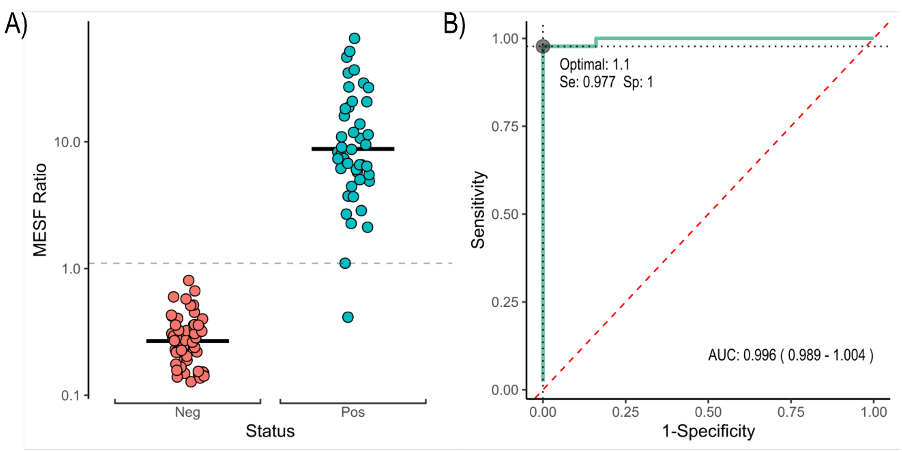 A)
MESF Ratio
10.0
1.0
0.1
Neg
Pos
Status
B)
Sensitivity
1.00
0.75
0.50
0.25
0.00
Optimal: 1.1
Se: 0.977 Sp: 1
AUC: 0.996 ( 0.989 - 1.004 )
0.00
0.25
0.50
0.75
1.00
1-Specificity